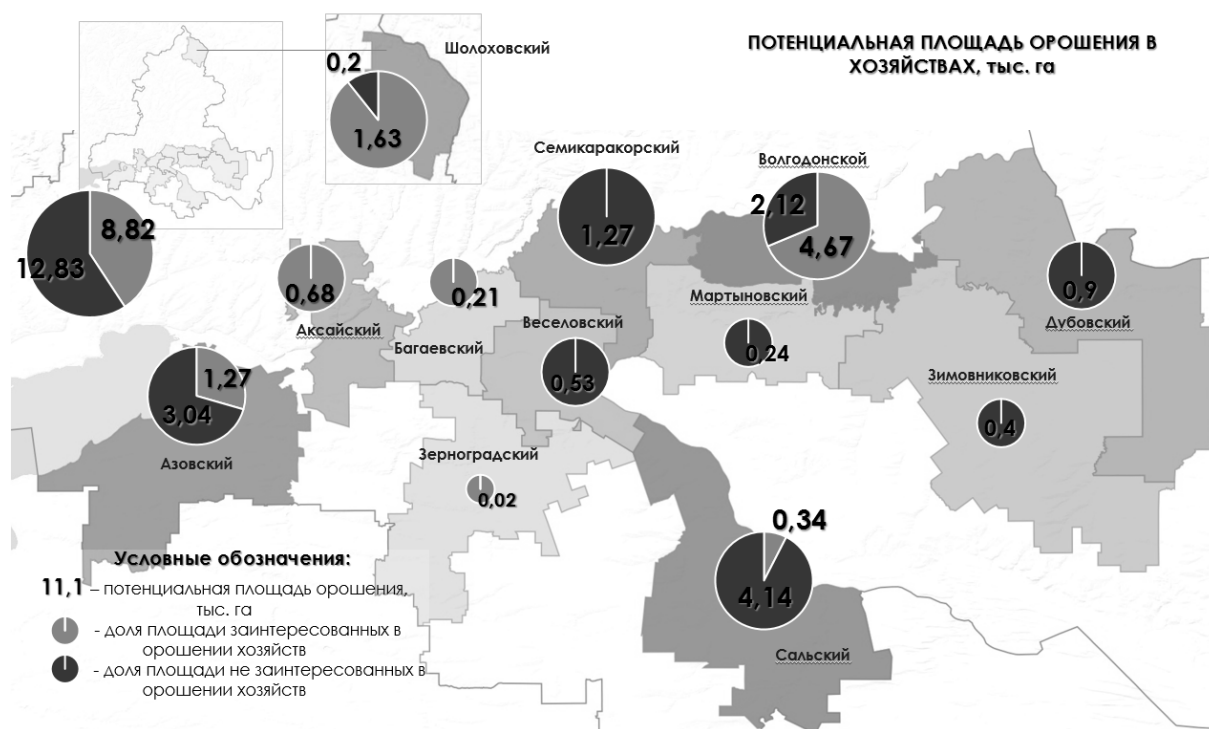 ПОТЕНЦИАЛЬНАЯ ПЛОЩАДЬ ОРОШЕНИЯ В
ХОЗЯЙСТВАХ, тыс. га
Шолоховский
0,2
1,63
8,82
12,83
Семикаракорский
1,27
Волгодонской
2,12
4,67
0,68
Аксайский
0,21
Багаевский
Веселовский
0,53
Мартыновский
0,24
0,9
Дубовский
Зимовниковский
0,4
1,27
3,04
Азовский
Зерноградский
0,02
0,34
4,14
Сальский
Условные обозначения:
11,1 – потенциальная площадь орошения,
тыс. га
- доля площади заинтересованных в
орошении хозяйств
- доля площади не заинтересованных в
орошении хозяйств